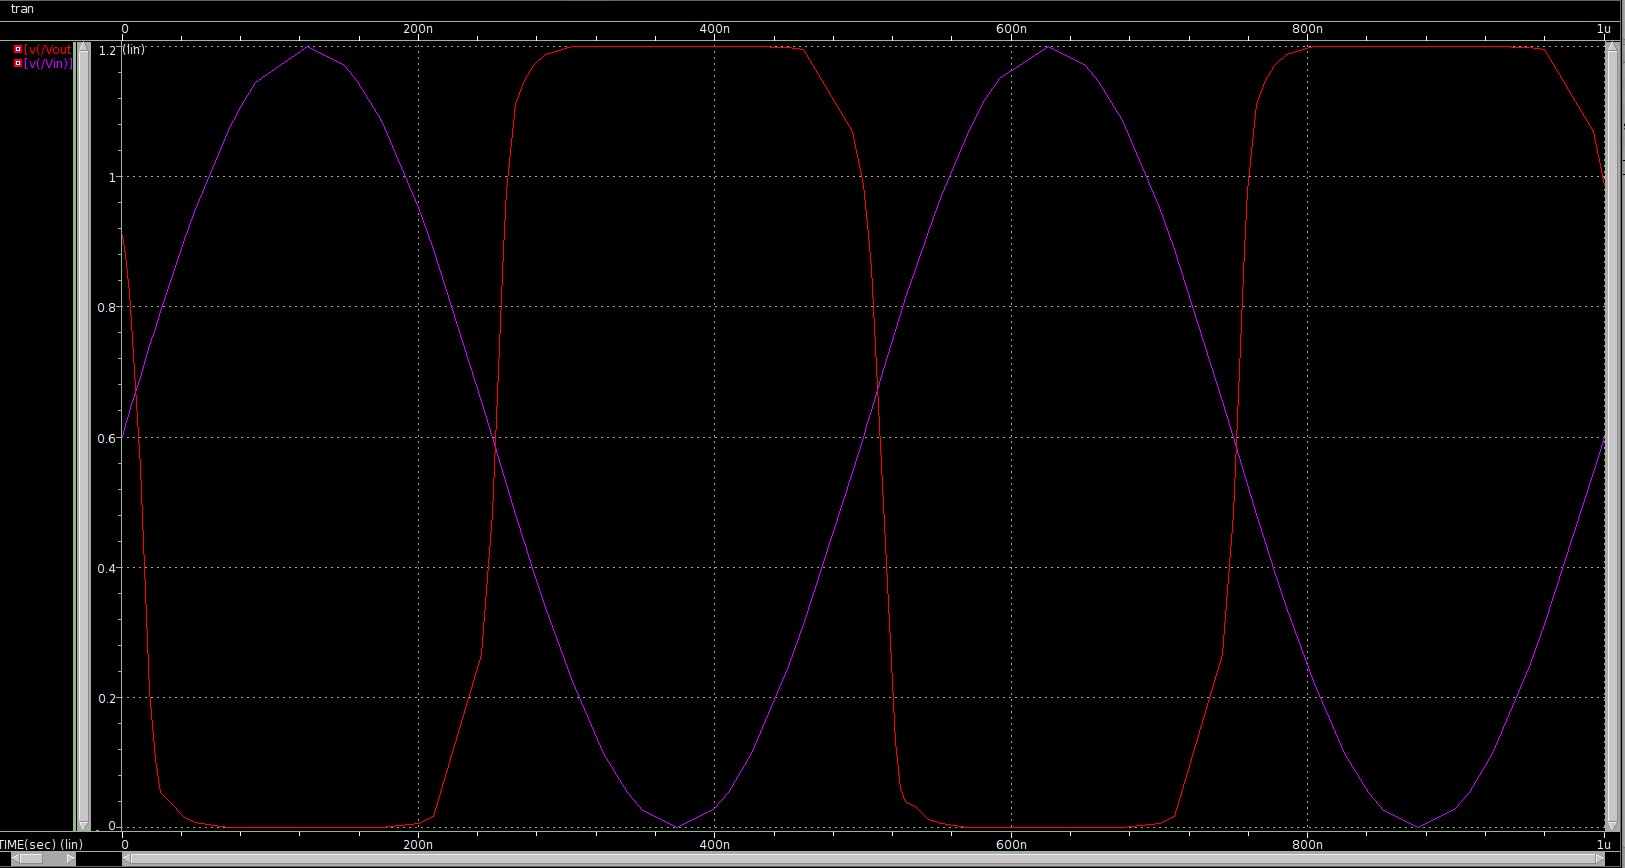 tran
0 200n 400n 600n 800n 1u
[v(/Vout
[v(/Vin)]
1.2 (lin)
1
0.8
0.6
0.4
0.2
0
TIME(sec) (lin)
0 200n 400n 600n 800n 1u